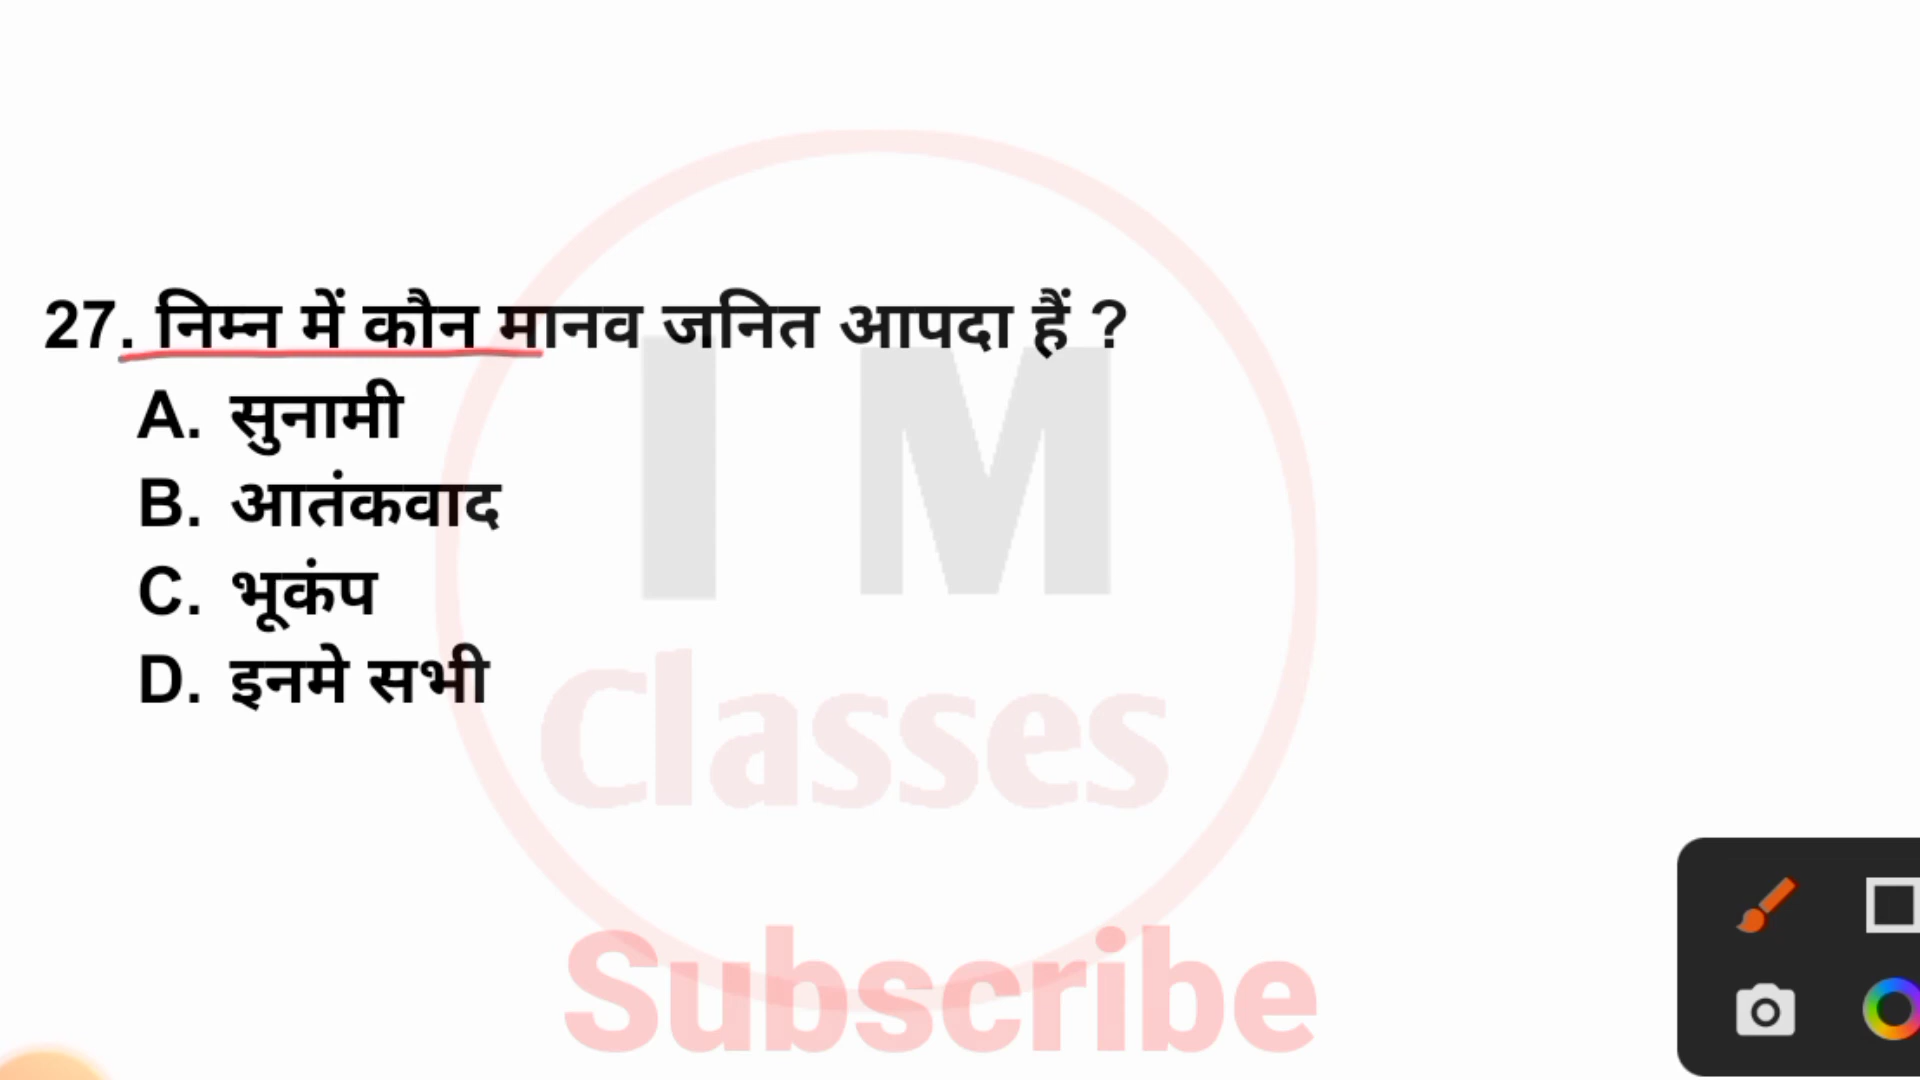 27. निम्न में कौन मानव जनित आपदा हैं ?
A. सुनामी
B. आतंकवाद
C. भूकंप
D. इनमे सभी
I M
Classes
Subscribe